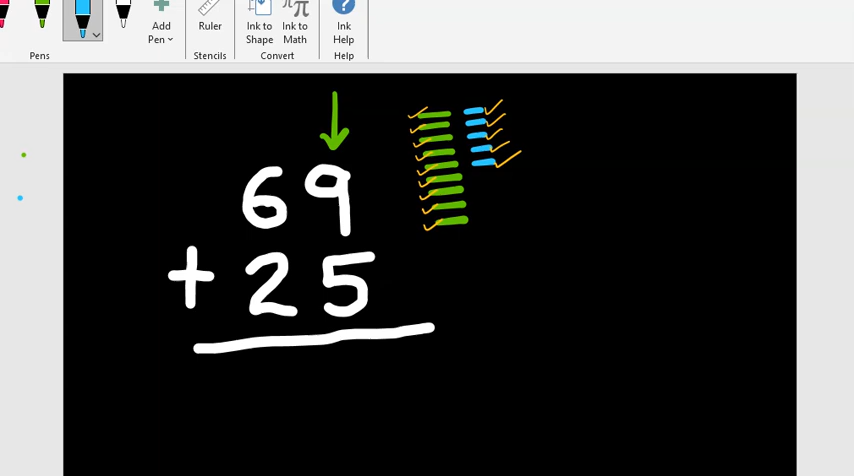 Add Ruler Ink to Ink to Ink
Pen Shape Math Help
Pens Stencils Convert Help
69
+ 25